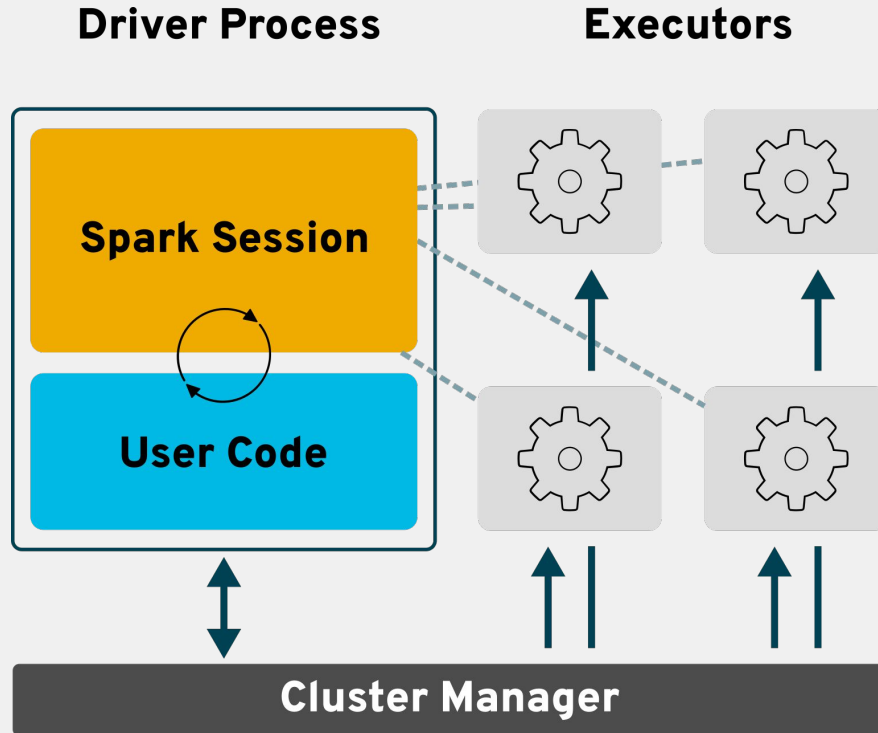 Driver Process
Executors
Spark Session
User Code
Cluster Manager